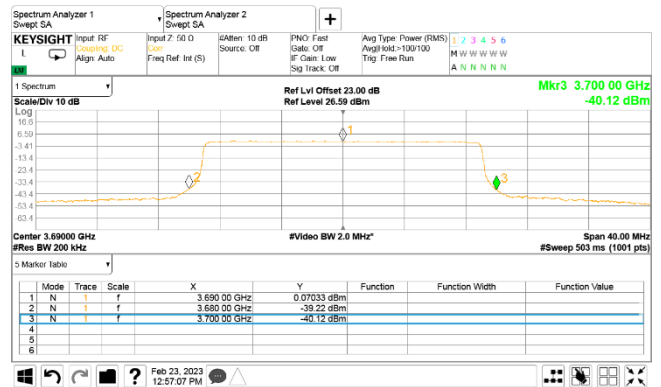 Spectrum Analyzer 1
Swept SA
Spectrum Analyzer 2
Swept SA
KEYSIGHT Input: RF Input Z: 50 Ω #Atten: 10 dB PNO: Fast Avg Type: Power (RMS) 1 2 3 4 5 6
L Coupling: DC Corr Source: Off Gate: Off Avg|Hold:>100/100 M W W W W W
Align: Auto Freq Ref: Int (S) IF Gain: Low Trig: Free Run
Sig Track: Off A N N N N N
1 Spectrum Ref Lvl Offset 23.00 dB Mkr3 3.700 00 GHz
Scale/Div 10 dB Ref Level 26.59 dBm -40.12 dBm
Log
16.6
6.59
-3.41
-13.4
-23.4
-33.4
-43.4
-53.4
-63.4
1
2
3
Center 3.69000 GHz #Video BW 2.0 MHz* Span 40.00 MHz
#Res BW 200 kHz #Sweep 503 ms (1001 pts)
5 Marker Table
Mode Trace Scale X Y Function Function Width Function Value
1 N 1 f 3.690 00 GHz 0.07033 dBm
2 N 1 f 3.680 00 GHz -39.22 dBm
3 N 1 f 3.700 00 GHz -40.12 dBm
4
5
6
? Feb 23, 2023
12:57:07 PM